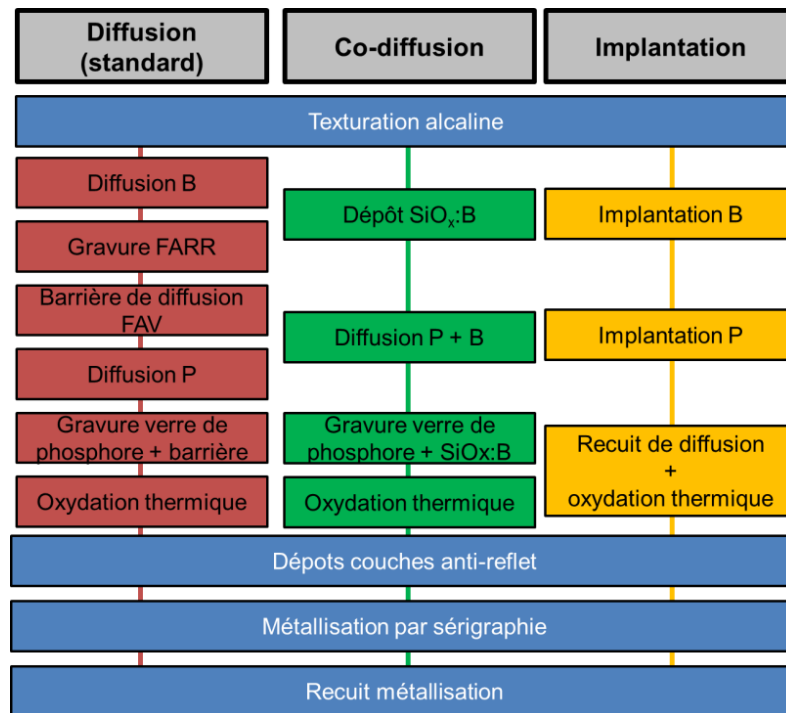 Diffusion
(standard)
Co-diffusion
Implantation
Texturation alcaline
Diffusion B
Gravure FARR
Barrière de diffusion
FAV
Diffusion P
Gravure verre de
phosphore + barrière
Oxydation thermique
Dépôt SiOₓ:B
Diffusion P + B
Gravure verre de
phosphore + SiOx:B
Oxydation thermique
Implantation B
Implantation P
Recuit de diffusion
+
oxydation thermique
Dépots couches anti-reflet
Métallisation par sérigraphie
Recuit métallisation